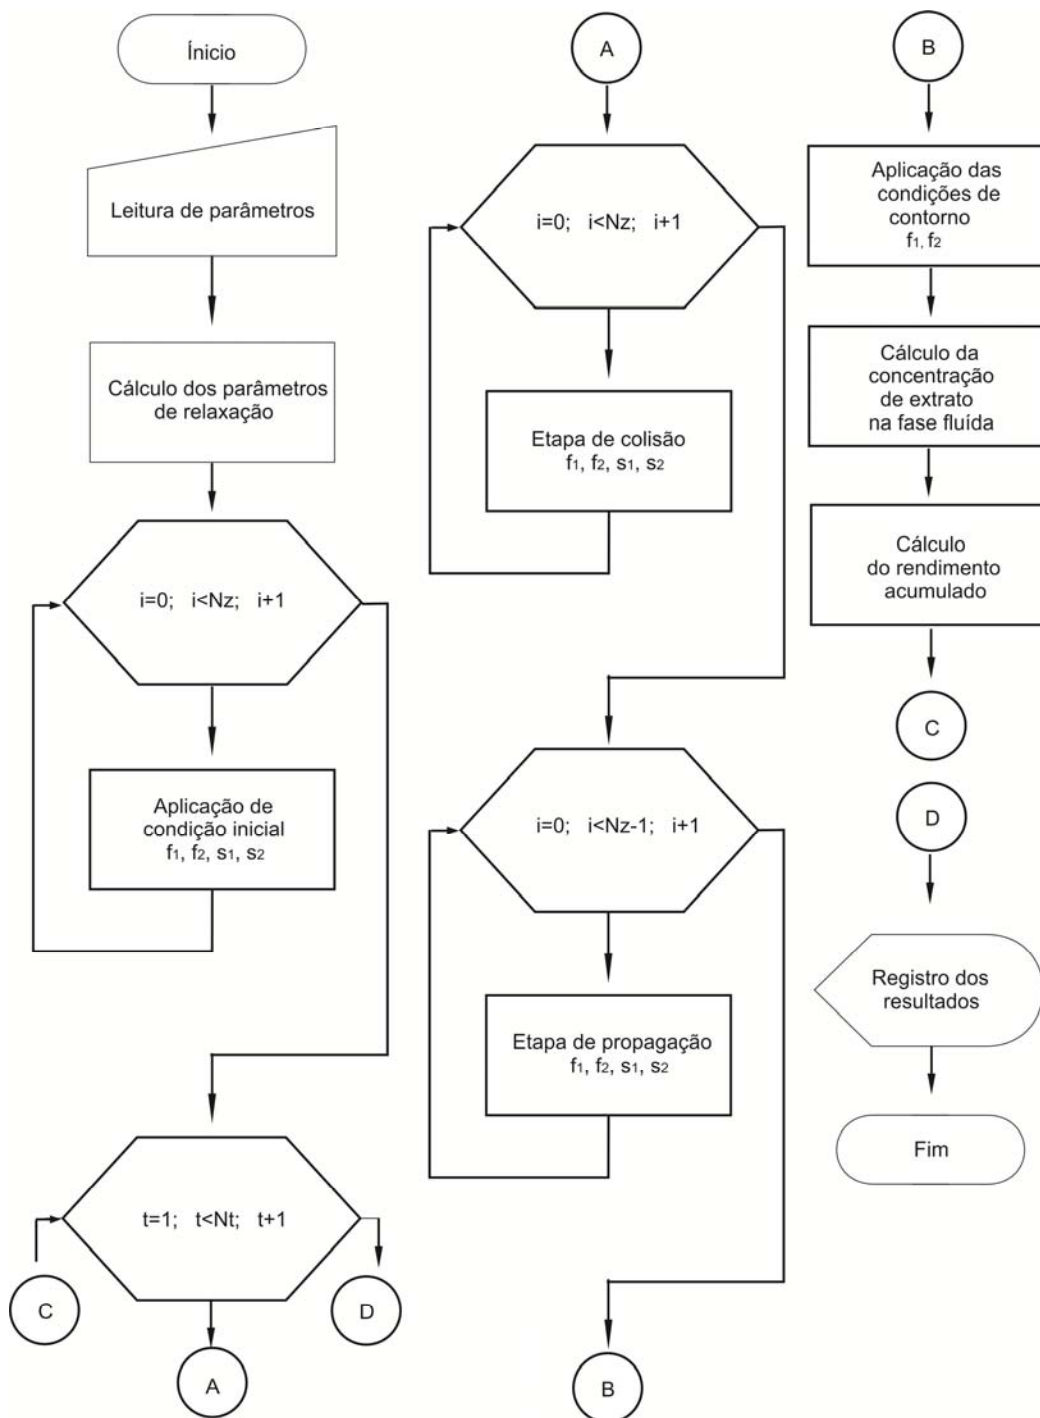 Ínicio
Leitura de parâmetros
Cálculo dos parâmetros
de relaxação
i=0; i<Nz; i+1
Aplicação de
condição inicial
f1, f2, s1, s2
t=1; t<Nt; t+1
C
D
A
A
i=0; i<Nz; i+1
Etapa de colisão
f1, f2, s1, s2
i=0; i<Nz-1; i+1
Etapa de propagação
f1, f2, s1, s2
B
B
Aplicação das
condições de
contorno
f1, f2
Cálculo da
concentração
de extrato
na fase fluída
Cálculo
do rendimento
acumulado
C
D
Registro dos
resultados
Fim